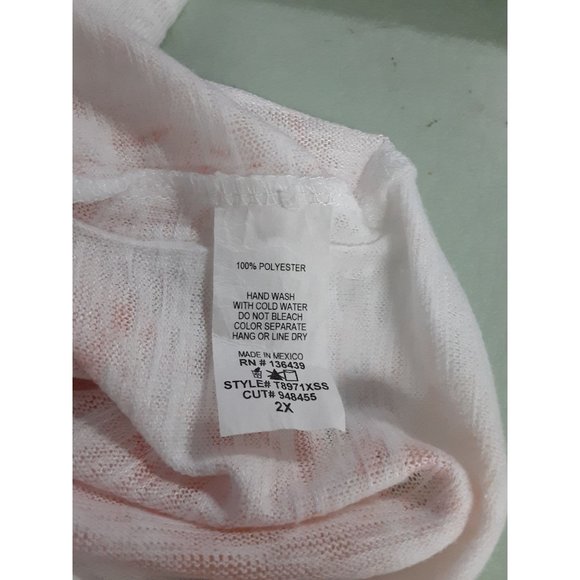 100% POLYESTER
HAND WASH
WITH COLD WATER
DO NOT BLEACH
COLOR SEPARATE
HANG OR LINE DRY
MADE IN MEXICO
RN # 136439
STYLE# T8971XSS
CUT# 948455
2X